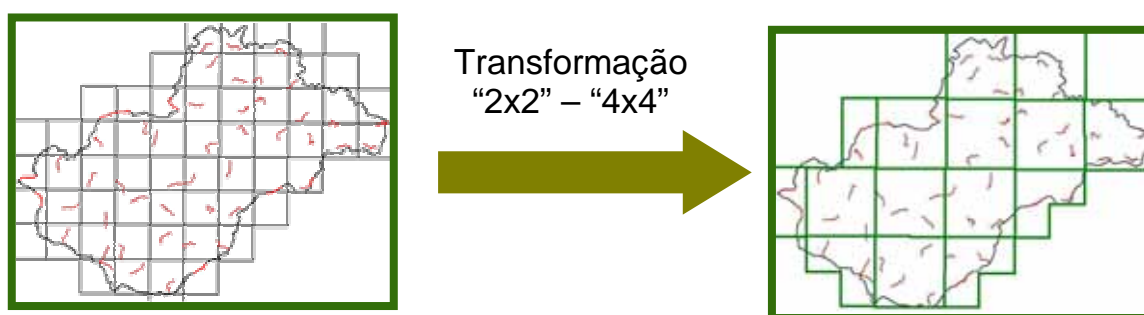 Transformação
“2x2” – “4x4”